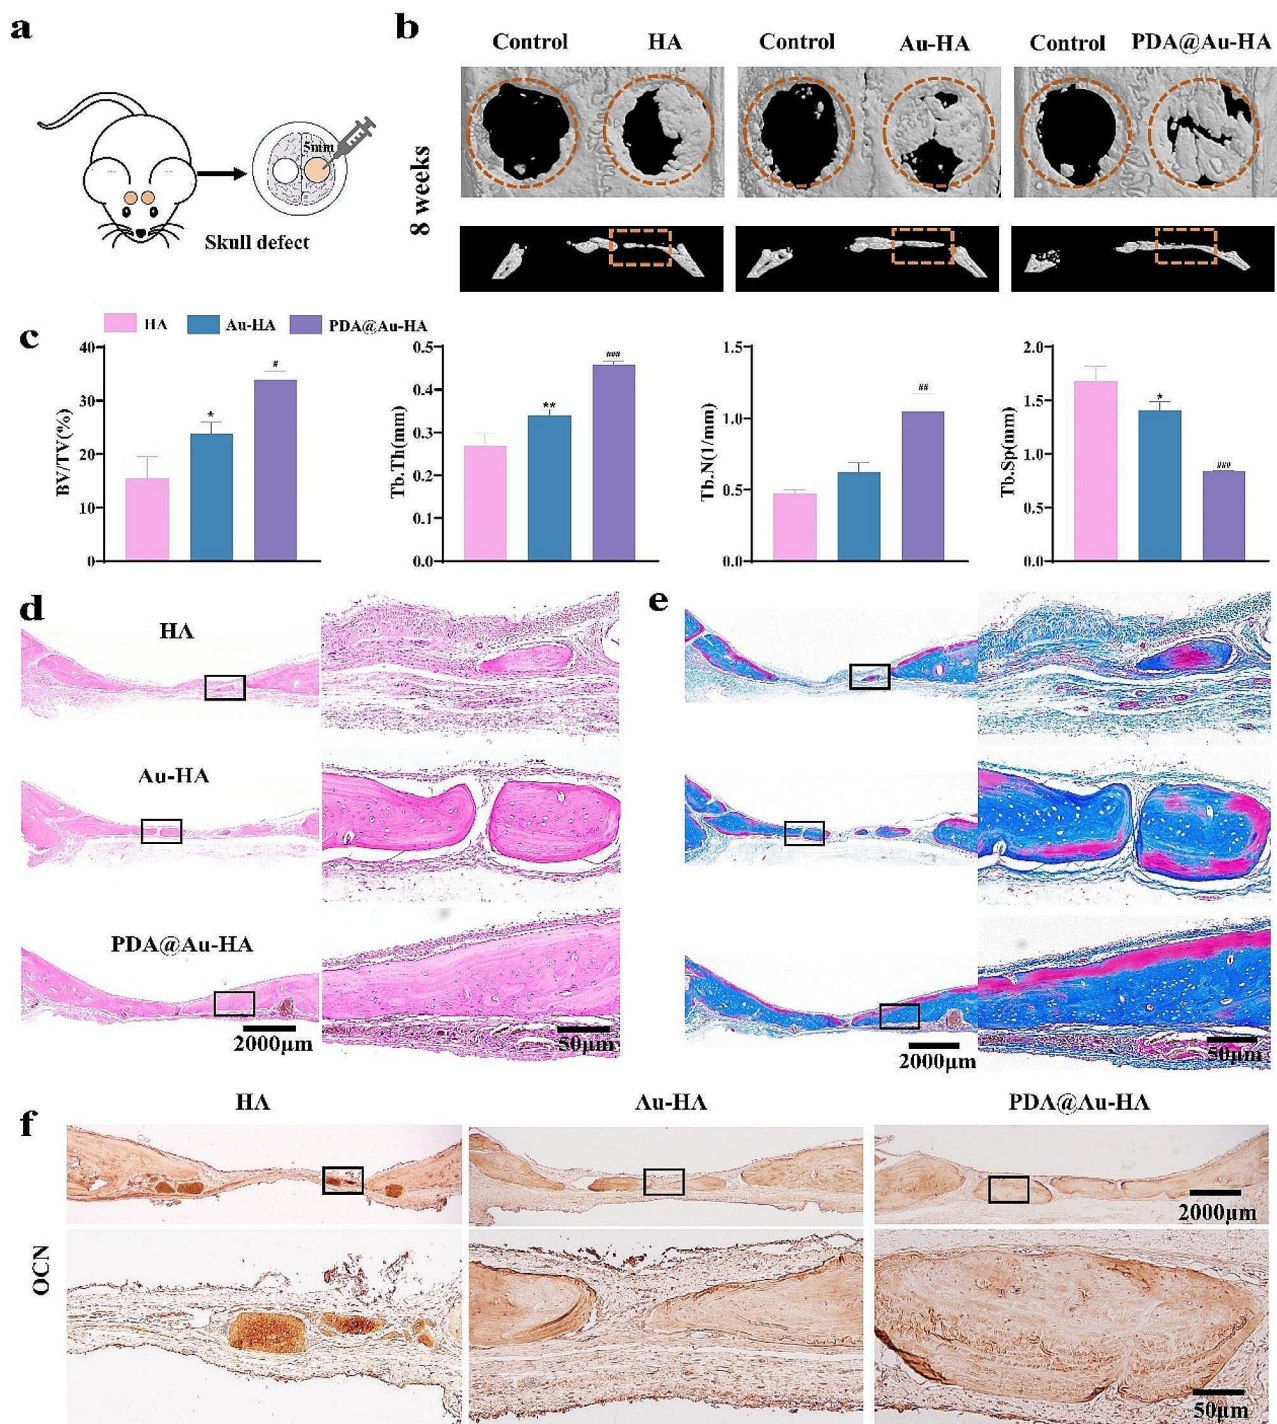 a
5mm
Skull defect
b
Control HA Control Au-HA Control PDA@Au-HA
8 weeks
c
HA Au-HA PDA@Au-HA
BV/TV(%)
40
30
20
10
0
*
#
Tb.Th(mm)
0.5
0.4
0.3
0.2
0.1
0.0
**
###
Tb.N(1/mm)
1.5
1.0
0.5
0.0
##
Tb.Sp(mm)
2.0
1.5
1.0
0.5
0.0
*
###
d
HA
Au-HA
PDA@Au-HA
2000μm
50μm
e
2000μm
50μm
f
HA Au-HA PDA@Au-HA
OCN
2000μm
50μm